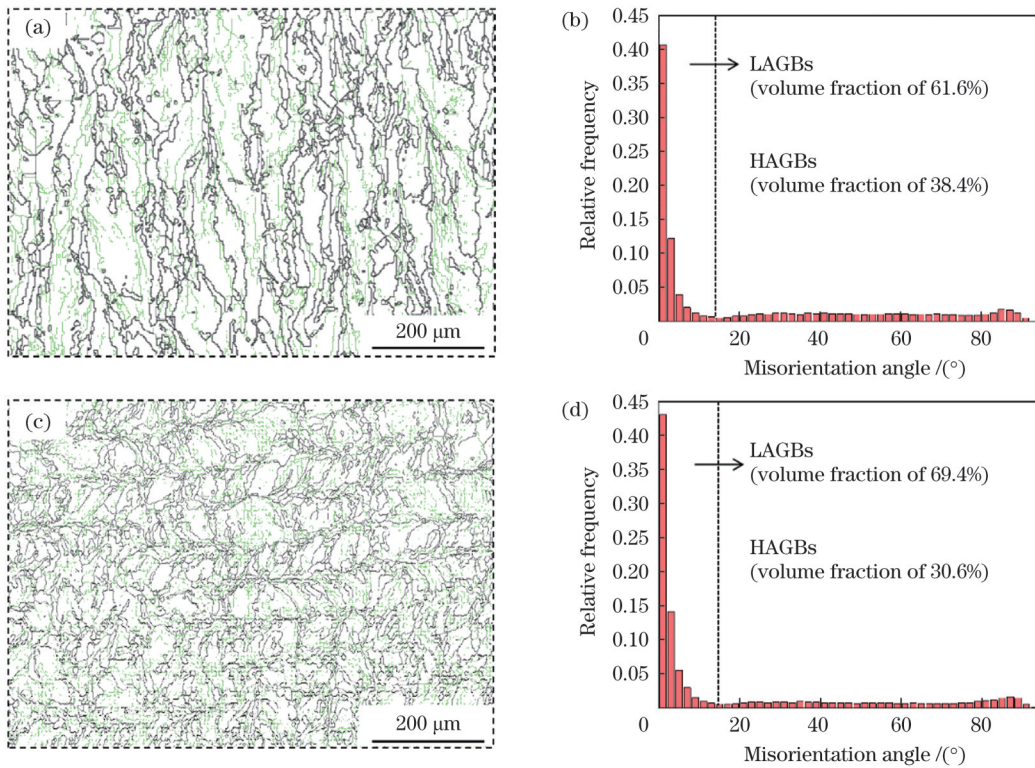 (a)
200 μm
(b)
0.45
0.40
0.35
0.30
0.25
0.20
0.15
0.10
0.05
0
20
40
60
80
Relative frequency
Misorientation angle /(°)
LAGBs
(volume fraction of 61.6%)
HAGBs
(volume fraction of 38.4%)
(c)
200 μm
(d)
0.45
0.40
0.35
0.30
0.25
0.20
0.15
0.10
0.05
0
20
40
60
80
Relative frequency
Misorientation angle /(°)
LAGBs
(volume fraction of 69.4%)
HAGBs
(volume fraction of 30.6%)